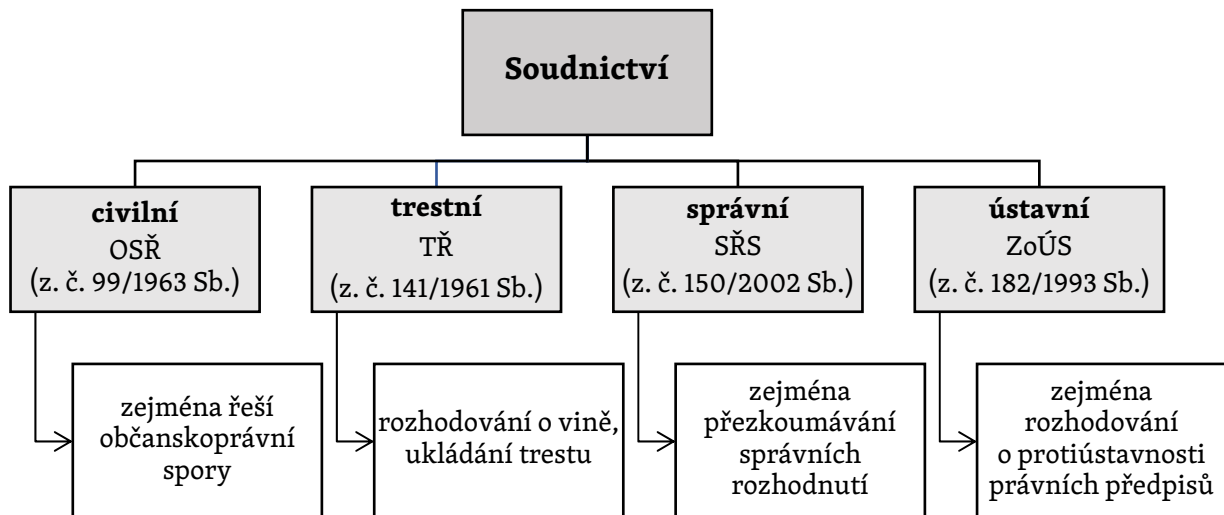 Soudnictví
civilní
OSŘ
(z. č. 99/1963 Sb.)
trestní
TŘ
(z. č. 141/1961 Sb.)
správní
SŘS
(z. č. 150/2002 Sb.)
ústavní
ZoÚS
(z. č. 182/1993 Sb.)
zejména řeší
občanskoprávní
spory
rozhodování o vině,
ukládání trestu
zejména
přezkoumávání
správních
rozhodnutí
zejména
rozhodování
o protiústavnosti
právních předpisů